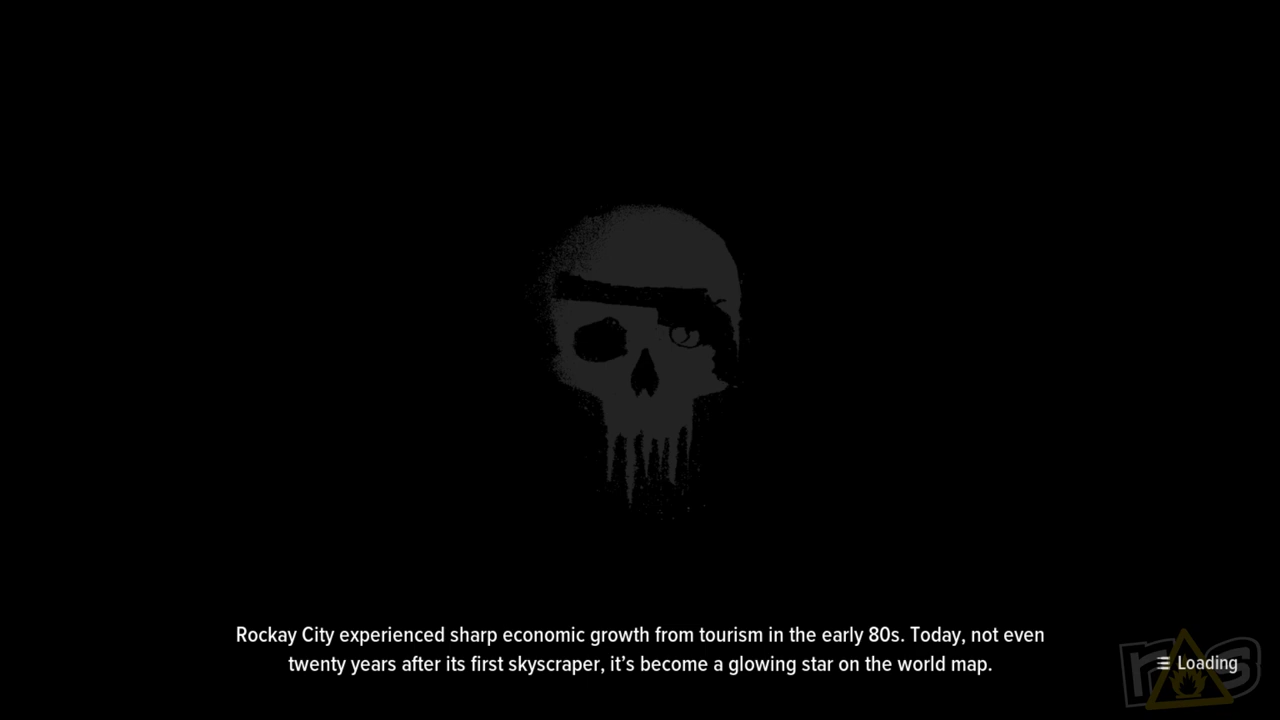 Rockay City experienced sharp economic growth from tourism in the early 80s. Today, not even
twenty years after its first skyscraper, it’s become a glowing star on the world map.
Loading